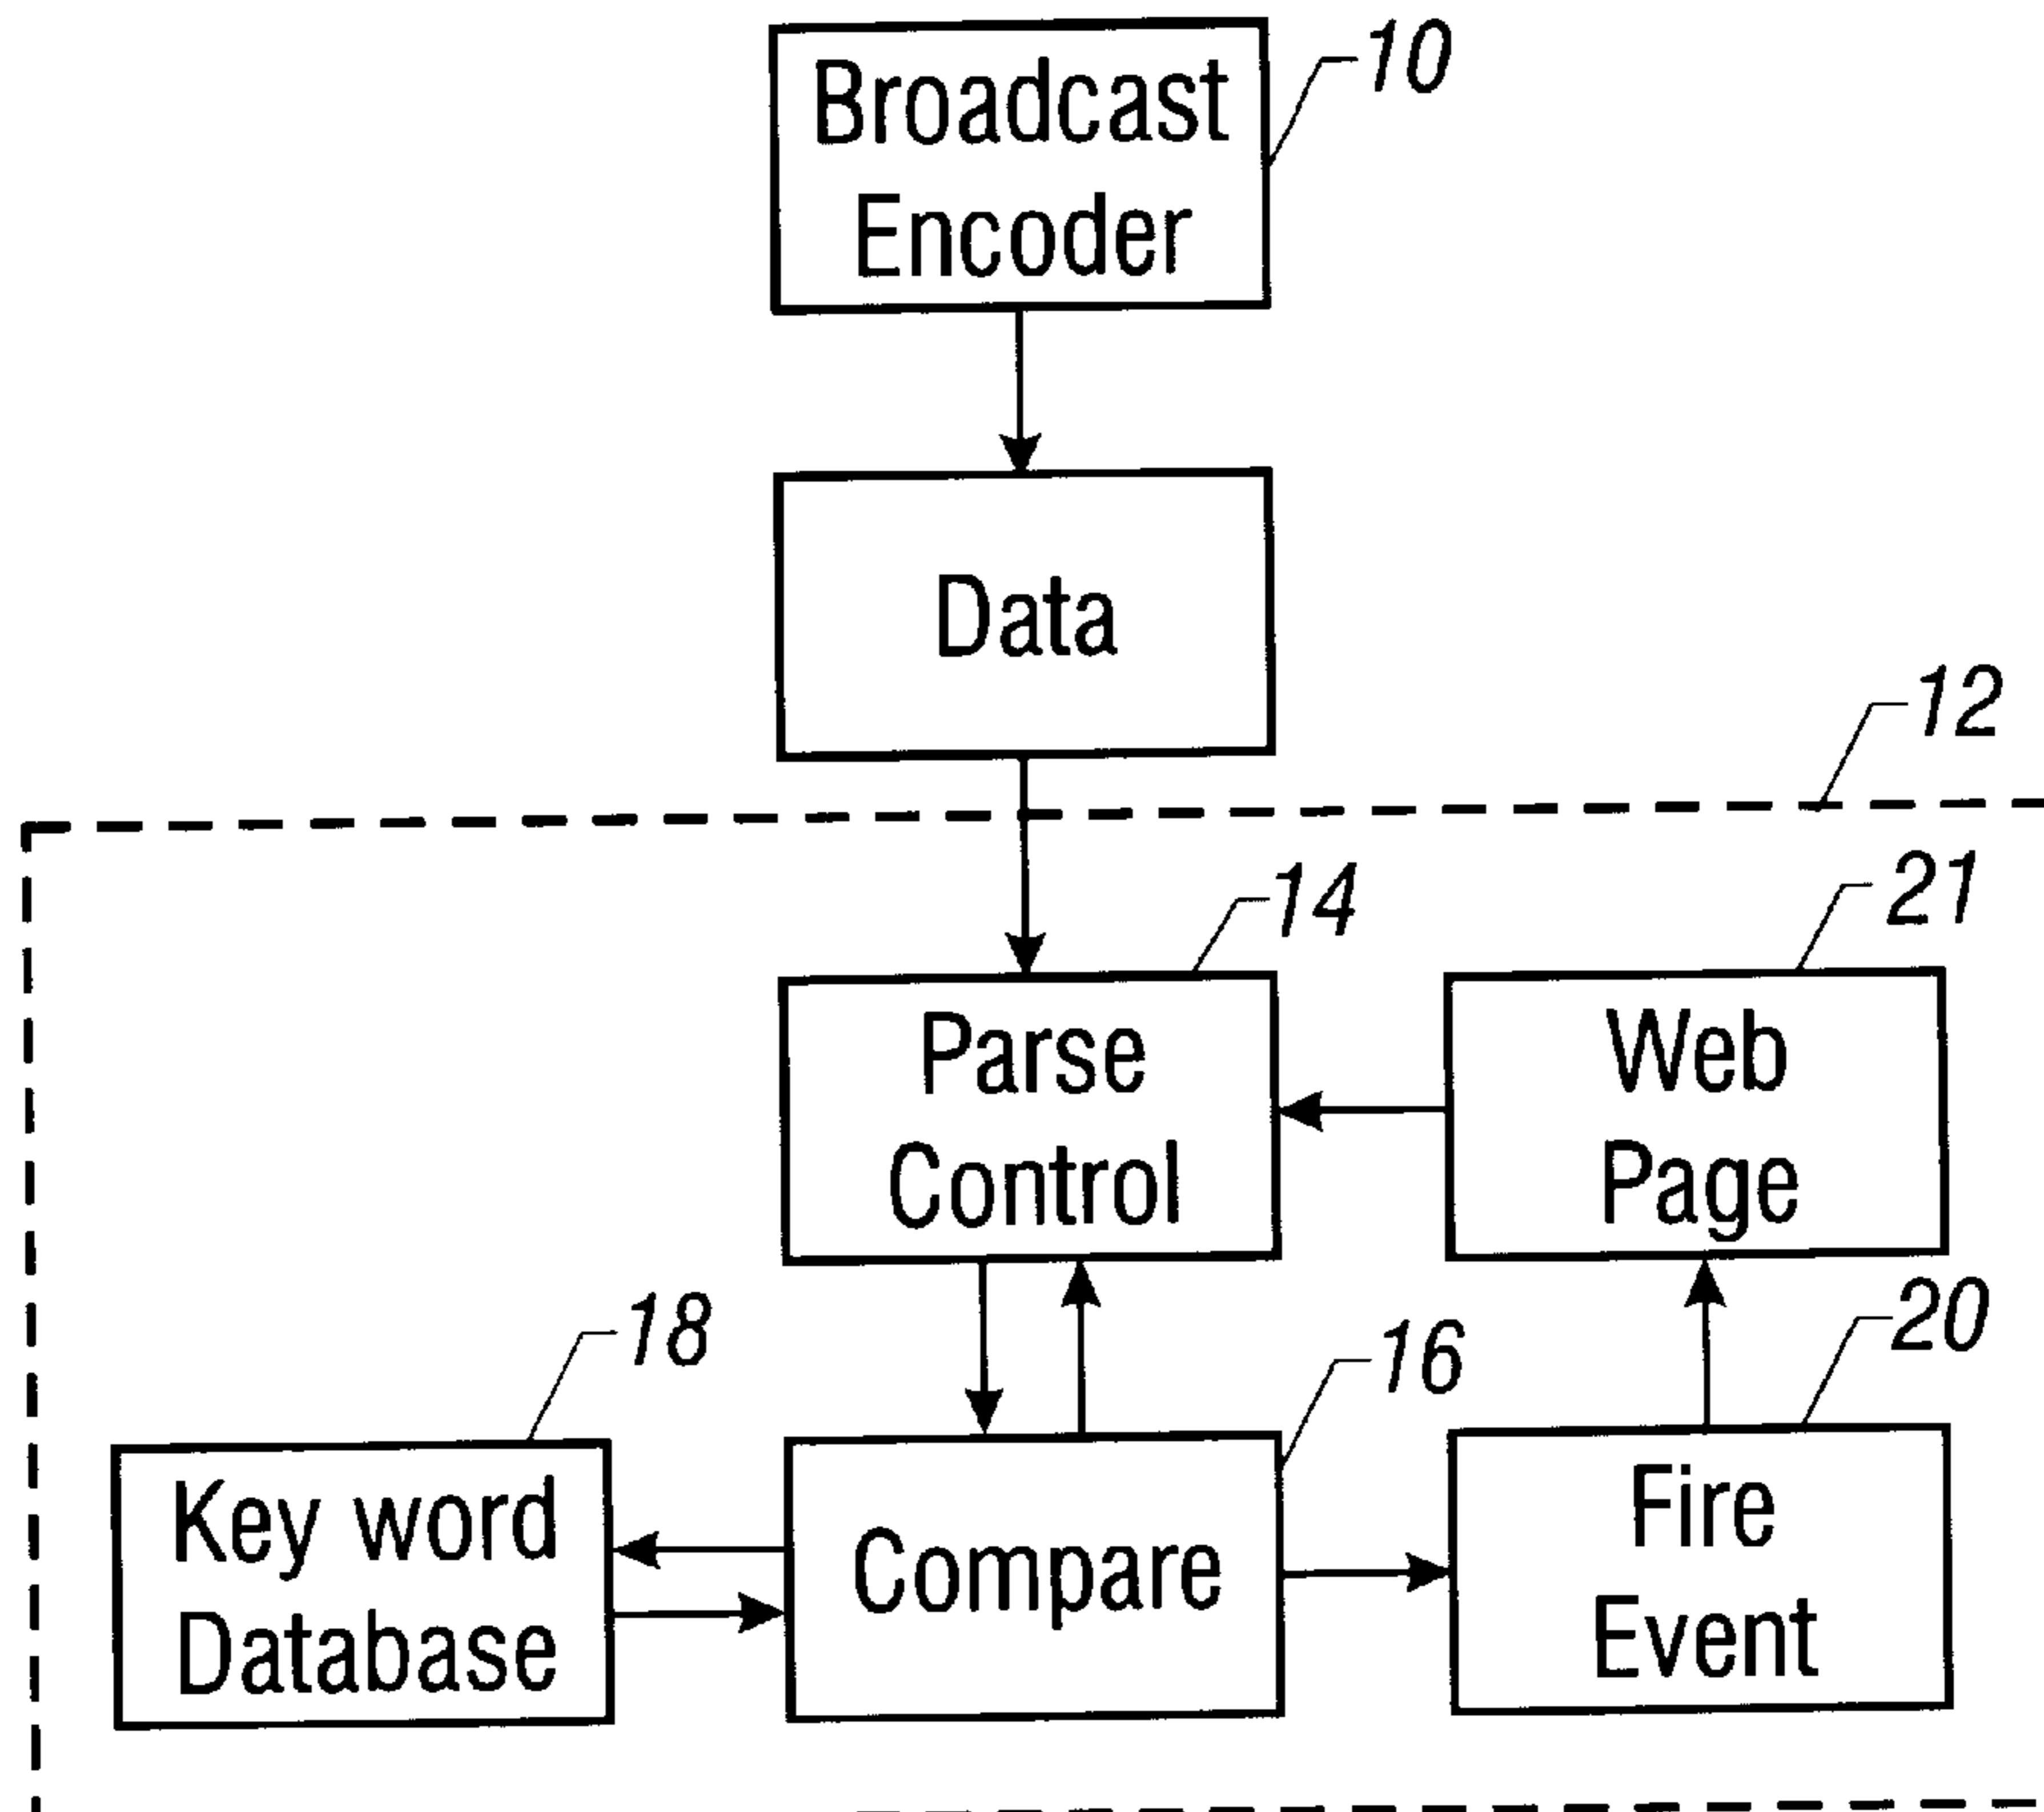 Broadcast
Encoder
10
Data
12
Parse
Control
14
Web
Page
21
Key word
Database
18
Compare
16
Fire
Event
20